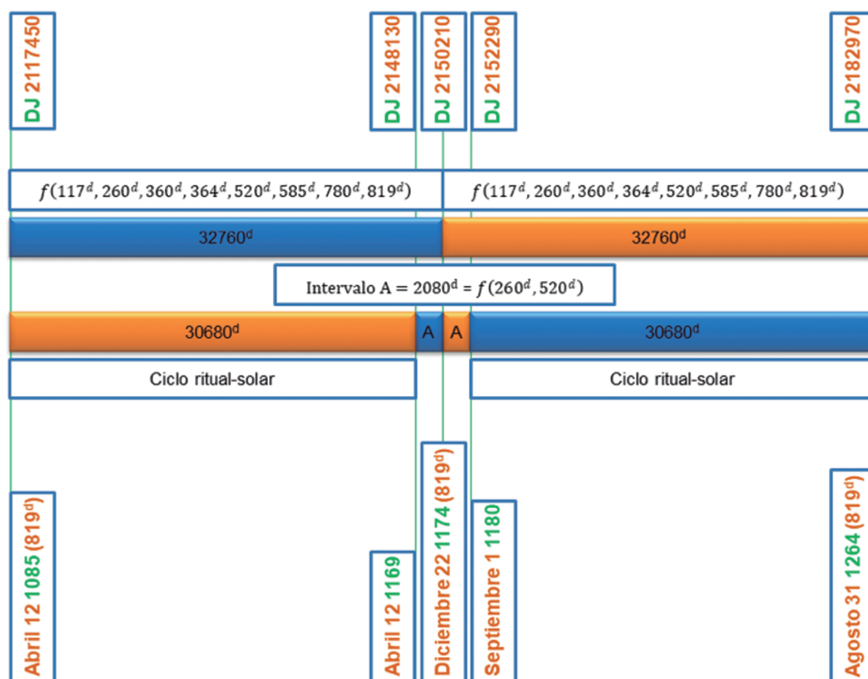 DJ 2117450
DJ 2148130
DJ 2150210
DJ 2152290
DJ 2182970
f(117ᵈ, 260ᵈ, 360ᵈ, 364ᵈ, 520ᵈ, 585ᵈ, 780ᵈ, 819ᵈ)
f(117ᵈ, 260ᵈ, 360ᵈ, 364ᵈ, 520ᵈ, 585ᵈ, 780ᵈ, 819ᵈ)
32760ᵈ
32760ᵈ
Intervalo A = 2080ᵈ = f(260ᵈ, 520ᵈ)
30680ᵈ
A
A
30680ᵈ
Ciclo ritual-solar
Ciclo ritual-solar
Abril 12 1085 (819ᵈ)
Abril 12 1169
Diciembre 22 1174 (819ᵈ)
Septiembre 1 1180
Agosto 31 1264 (819ᵈ)